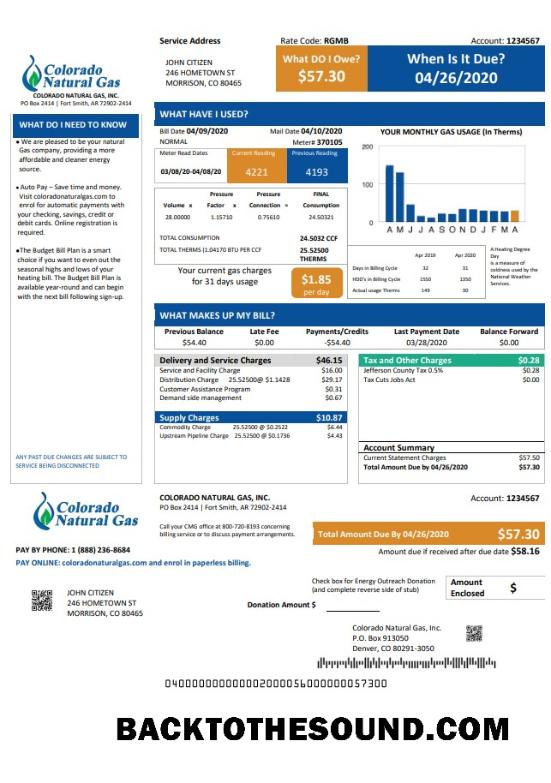 Service Address
Rate Code: RGMB
Account: 1234567
JOHN CITIZEN
246 HOMETOWN ST
MORRISON, CO 80465
What DO I Owe?
$57.30
When Is It Due?
04/26/2020
Colorado
Natural Gas
COLORADO NATURAL GAS, INC.
PO Box 2414 | Fort Smith, AR 72902-2414
WHAT DO I NEED TO KNOW
• We are pleased to be your natural
Gas company, providing a more
affordable and cleaner energy
source.
• Auto Pay – Save time and money.
Visit coloradonaturalgas.com to
enrol for automatic payments with
your checking, savings, credit or
debit cards. Online registration is
required.
•The Budget Bill Plan is a smart
choice if you want to even out the
seasonal highs and lows of your
heating bill. The Budget Bill Plan is
available year-round and can begin
with the next bill following sign-up.
ANY PAST DUE CHANGES ARE SUBJECT TO
SERVICE BEING DISCONNECTED
WHAT HAVE I USED?
Bill Date 04/09/2020 Mail Date 04/10/2020
NORMAL Meter# 370105
Meter Read Dates Current Reading Previous Reading
03/08/20-04/08/20 4221 4193
Pressure Pressure FINAL
Volume x Factor x Connection = Consumption
28.00000 1.15710 0.75610 24.50321
TOTAL CONSUMPTION 24.5032 CCF
TOTAL THERMS (1.04170 BTU PER CCF 25.52500
THERMS
Your current gas charges
for 31 days usage
$1.85
per day
YOUR MONTHLY GAS USAGE (In Therms)
200
100
0
A M J J A S O N D J F M A
Apr 2019 Apr 2020
Days in Billing Cycle 32 31
HDD's in Billing Cycle 1550 1350
Actual usage Therms 149 30
A Heating Degree
Day
is a measure of
coldness used by the
National Weather
Services.
WHAT MAKES UP MY BILL?
Previous Balance Late Fee Payments/Credits Last Payment Date Balance Forward
$54.40 $0.00 -$54.40 03/28/2020 $0.00
Delivery and Service Charges $46.15
Service and Facility Charge $16.00
Distribution Charge 25.52500@ $1.1428 $29.17
Customer Assistance Program $0.31
Demand side management $0.67
Supply Charges $10.87
Commodity Charge 25.52500 @ $0.2522 $6.44
Upstream Pipeline Charge 25.52500 @ $0.1736 $4.43
Tax and Other Charges $0.28
Jefferson County Tax 0.5% $0.28
Tax Cuts Jobs Act $0.00
Account Summary
Current Statement Charges $57.50
Total Amount Due by 04/26/2020 $57.30
Colorado
Natural Gas
COLORADO NATURAL GAS, INC.
PO Box 2414 | Fort Smith, AR 72902-2414
Account: 1234567
Call your CMG office at 800-720-8193 concerning
billing service or to discuss payment arrangements.
Total Amount Due By 04/26/2020 $57.30
Amount due if received after due date $58.16
PAY BY PHONE: 1 (888) 236-8684
PAY ONLINE: coloradonaturalgas.com and enrol in paperless billing.
JOHN CITIZEN
246 HOMETOWN ST
MORRISON, CO 80465
Check box for Energy Outreach Donation
(and complete reverse side of stub)
Amount
Enclosed
$
Donation Amount $
Colorado Natural Gas, Inc.
P.O. Box 913050
Denver, CO 80291-3050
BACKTOTHESOUND.COM